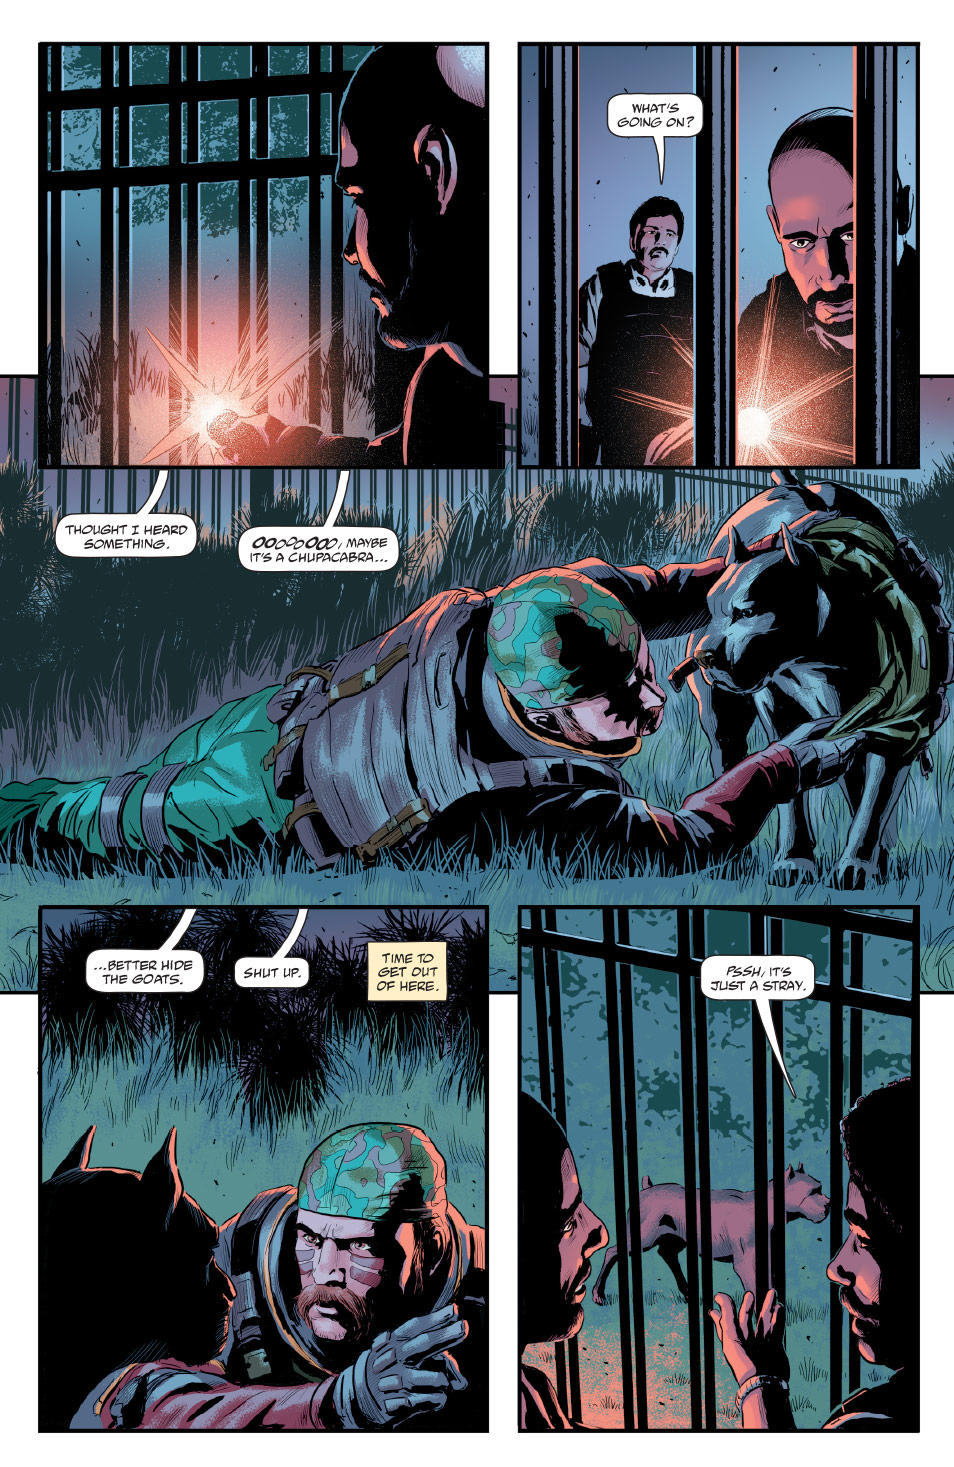 WHAT'S
GOING ON?
THOUGHT I HEARD
SOMETHING.
OOOOOOO, MAYBE
IT'S A CHUPACABRA...
...BETTER HIDE
THE GOATS.
SHUT UP.
TIME TO
GET OUT
OF HERE.
PSSH, IT'S
JUST A STRAY.